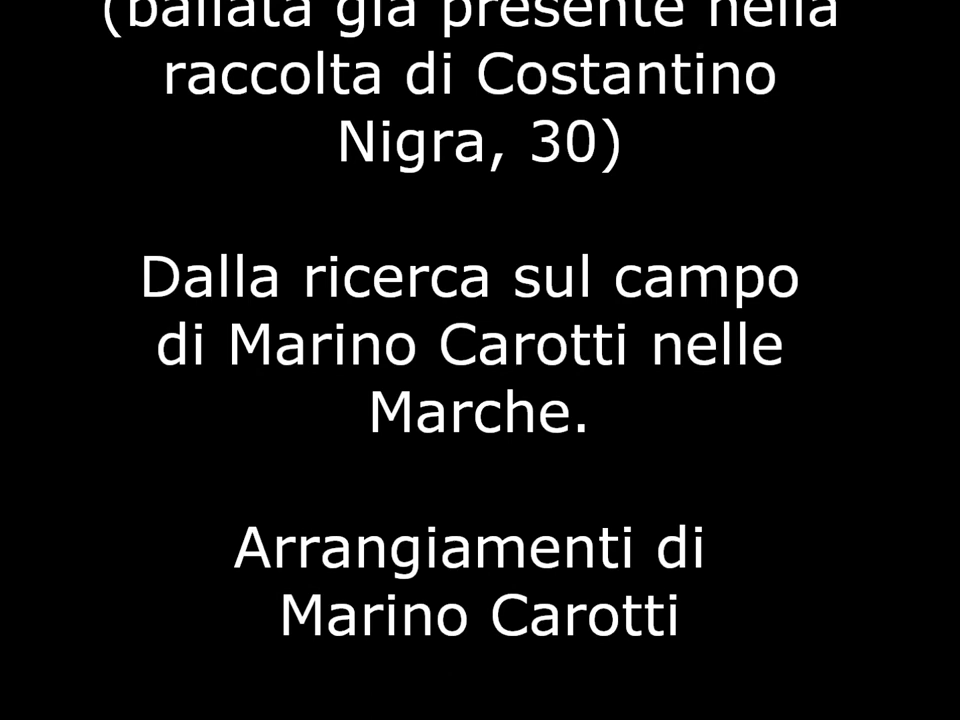 (ballata già presente nella
raccolta di Costantino
Nigra, 30)
Dalla ricerca sul campo
di Marino Carotti nelle
Marche.
Arrangiamenti di
Marino Carotti